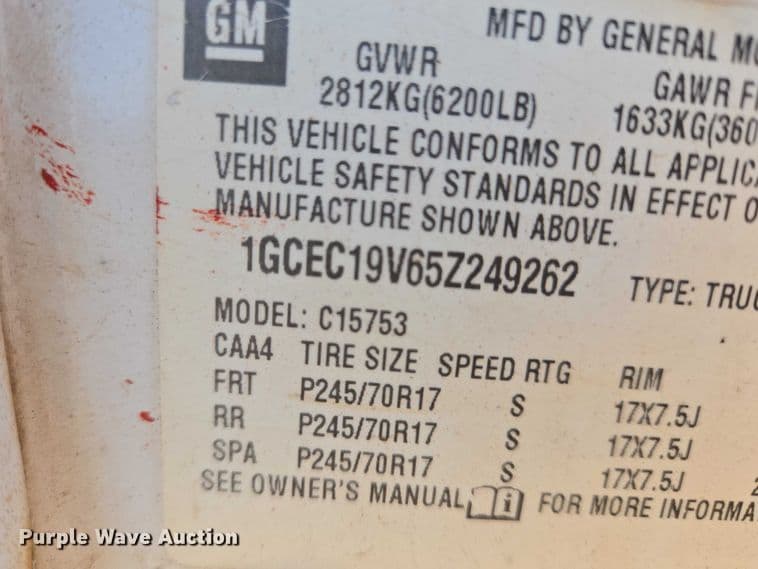 GM
MFD BY GENERAL
GVWR
2812KG(6200LB)
GAWR
1633KG(360
THIS VEHICLE CONFORMS TO ALL
VEHICLE SAFETY STANDARDS IN EFFECT
MANUFACTURE SHOWN ABOVE.
1GCEC19V65Z249262 TYPE:
MODEL: C15753
CAA4 TIRE SIZE SPEED RTG RIM
FRT P245/70R17 S 17X7.5J
RR P245/70R17 S 17X7.5J
SPA P245/70R17 S 17X7.5J
SEE OWNER'S MANUAL i FOR MORE
Purple Wave Auction